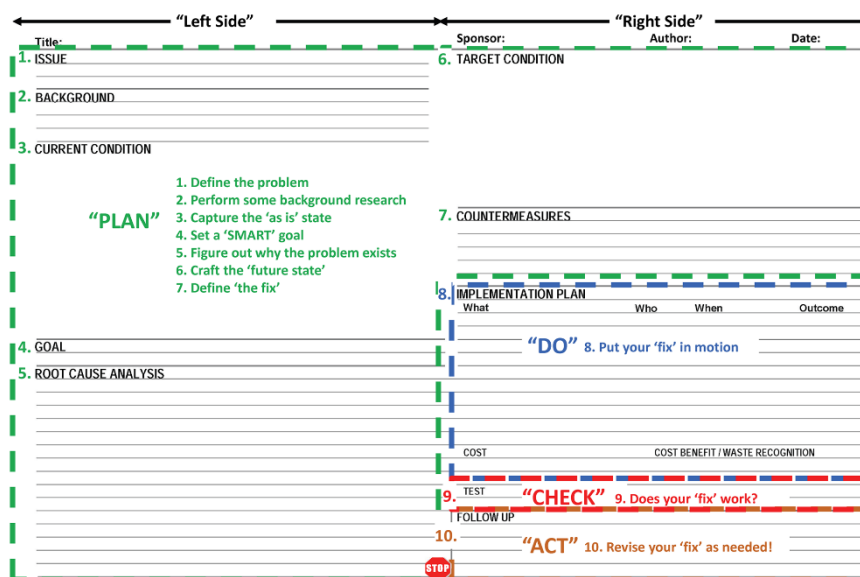 “Left Side”
“Right Side”
Title:
Sponsor: Author: Date:
1. ISSUE
2. BACKGROUND
3. CURRENT CONDITION
“PLAN”
1. Define the problem
2. Perform some background research
3. Capture the ‘as is’ state
4. Set a ‘SMART’ goal
5. Figure out why the problem exists
6. Craft the ‘future state’
7. Define ‘the fix’
4. GOAL
5. ROOT CAUSE ANALYSIS
6. TARGET CONDITION
7. COUNTERMEASURES
8. IMPLEMENTATION PLAN
What Who When Outcome
“DO” 8. Put your ‘fix’ in motion
COST COST BENEFIT / WASTE RECOGNITION
9. TEST “CHECK” 9. Does your ‘fix’ work?
FOLLOW UP
10. “ACT” 10. Revise your ‘fix’ as needed!
STOP